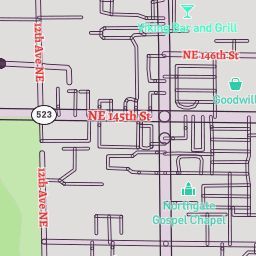 Viking Bar and Grill
12th Ave NE
NE 146th St
Goodwill
523
NE 145th St
12th Ave NE
Northgate
Gospel Chapel